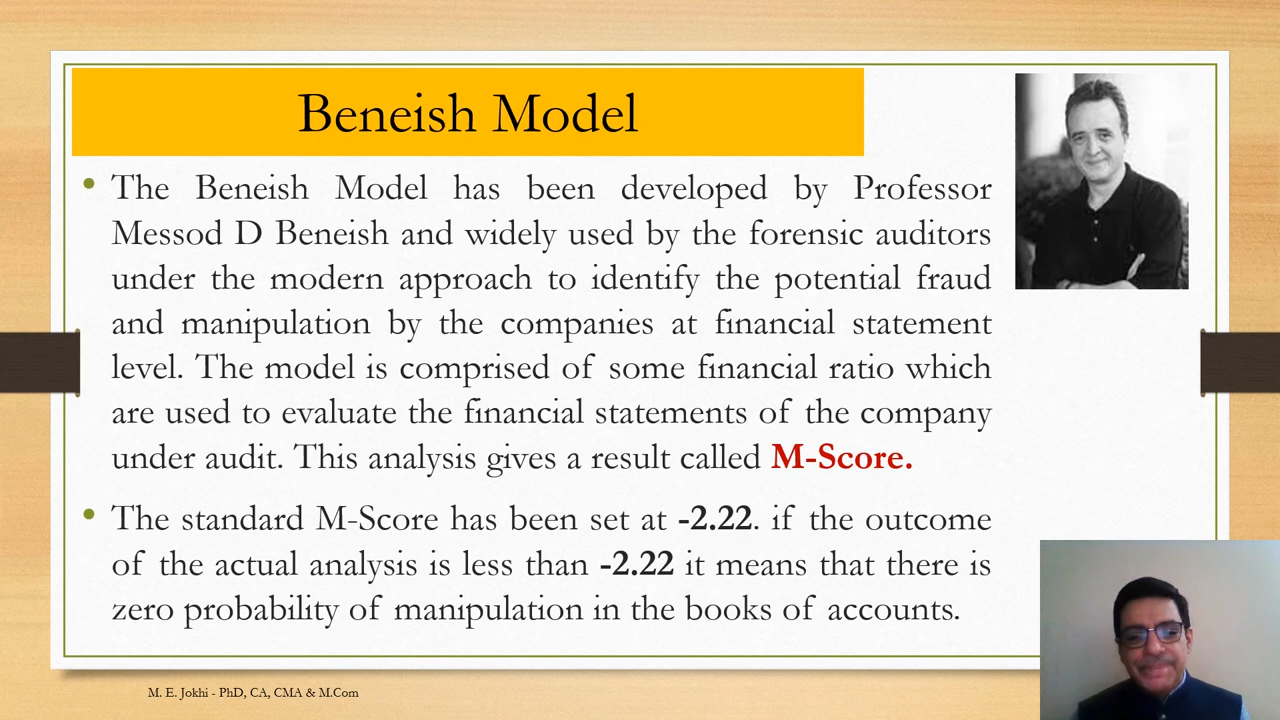 Beneish Model
• The Beneish Model has been developed by Professor
Messod D Beneish and widely used by the forensic auditors
under the modern approach to identify the potential fraud
and manipulation by the companies at financial statement
level. The model is comprised of some financial ratio which
are used to evaluate the financial statements of the company
under audit. This analysis gives a result called M-Score.
• The standard M-Score has been set at -2.22. if the outcome
of the actual analysis is less than -2.22 it means that there is
zero probability of manipulation in the books of accounts.
M. E. Jokhi - PhD, CA, CMA & M.Com